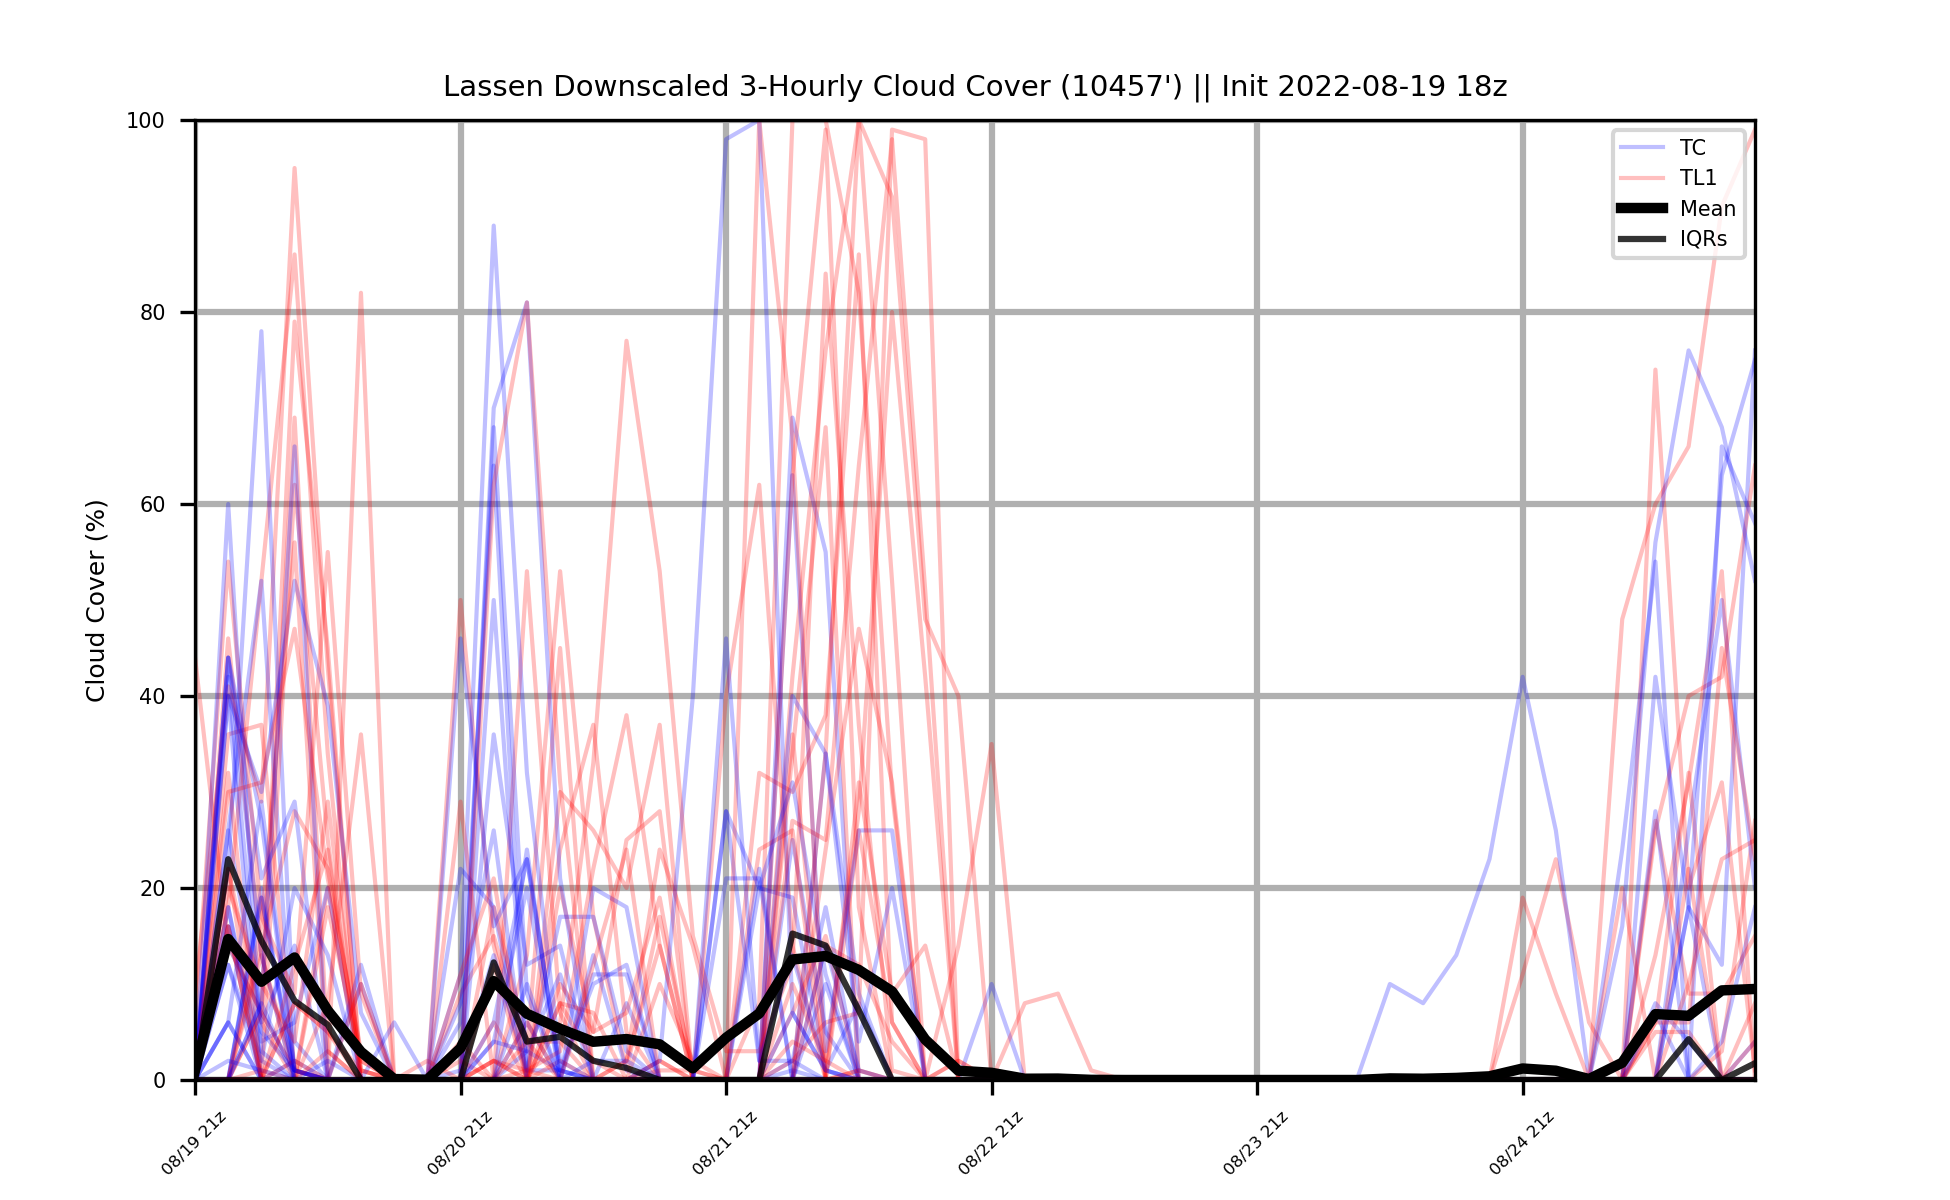 Lassen Downscaled 3-Hourly Cloud Cover (10457') || Init 2022-08-19 18z
100
80
60
40
20
0
Cloud Cover (%)
TC
TL1
Mean
IQRs
08/19 21z
08/20 21z
08/21 21z
08/22 21z
08/23 21z
08/24 21z